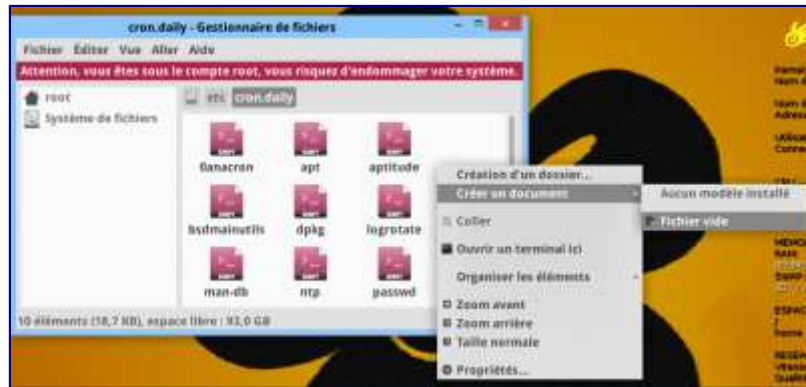 cron.daily - Gestionnaire de fichiers
Fichier Éditer Vue Aller Aide
Attention, vous êtes sous le compte root, vous risquez d'endommager votre système.
root
Système de fichiers
etc cron.daily
0anacron apt aptitude
bsdmainutils dpkg logrotate
man-db ntp passwd
10 éléments (18,7 KB), espace libre : 93,0 GB
Création d'un dossier...
Créer un document
Coller
Ouvrir un terminal ici
Organiser les éléments
Zoom avant
Zoom arrière
Taille normale
Propriétés...
Aucun modèle installé
Fichier vide